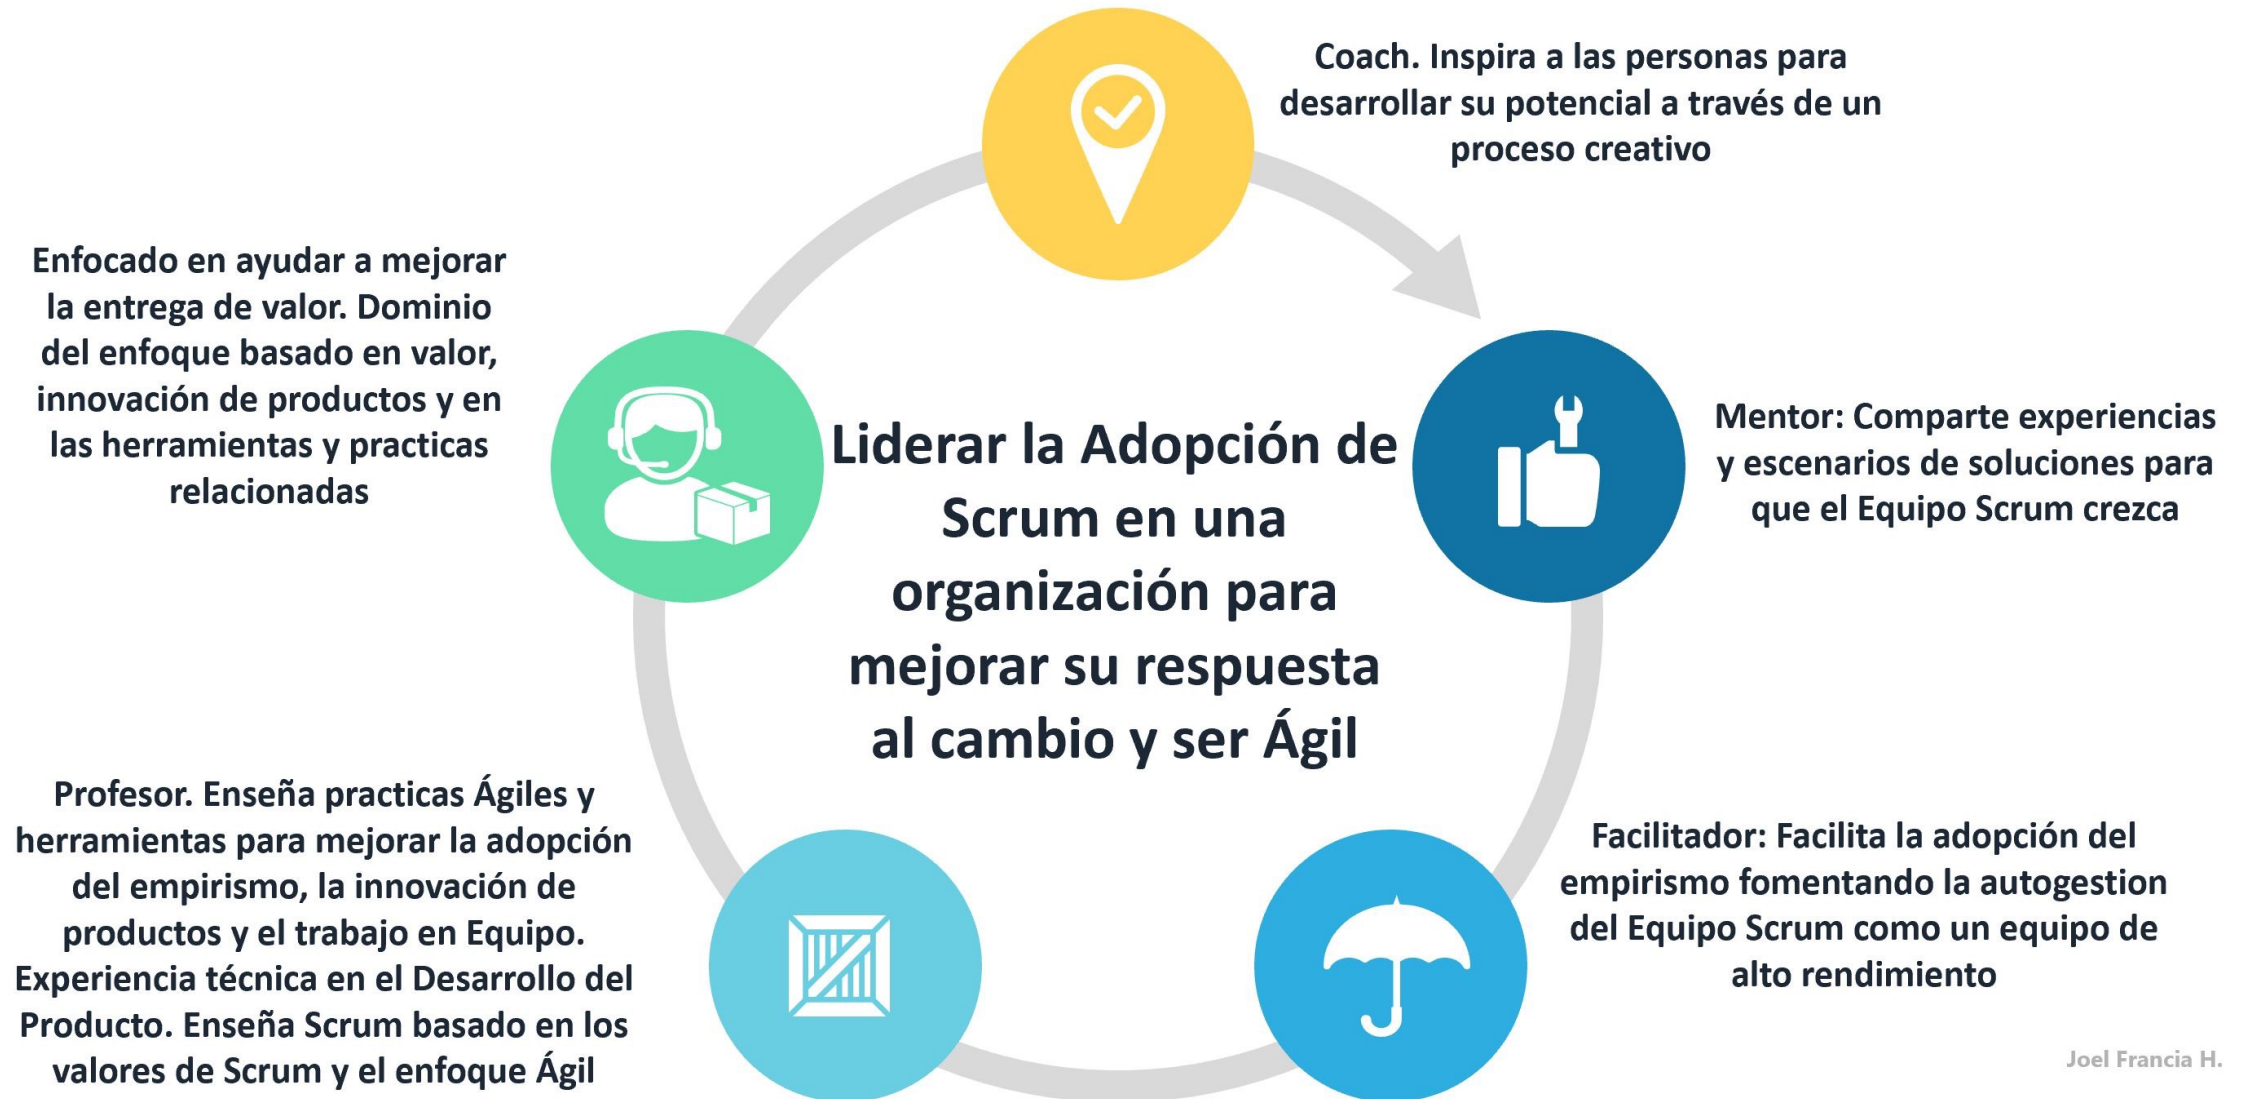 Coach. Inspira a las personas para
desarrollar su potencial a través de un
proceso creativo
Enfocado en ayudar a mejorar
la entrega de valor. Dominio
del enfoque basado en valor,
innovación de productos y en
las herramientas y practicas
relacionadas
Liderar la Adopción de
Scrum en una
organización para
mejorar su respuesta
al cambio y ser Ágil
Mentor: Comparte experiencias
y escenarios de soluciones para
que el Equipo Scrum crezca
Profesor. Enseña practicas Ágiles y
herramientas para mejorar la adopción
del empirismo, la innovación de
productos y el trabajo en Equipo.
Experiencia técnica en el Desarrollo del
Producto. Enseña Scrum basado en los
valores de Scrum y el enfoque Ágil
Facilitador: Facilita la adopción del
empirismo fomentando la autogestion
del Equipo Scrum como un equipo de
alto rendimiento
Joel Francia H.